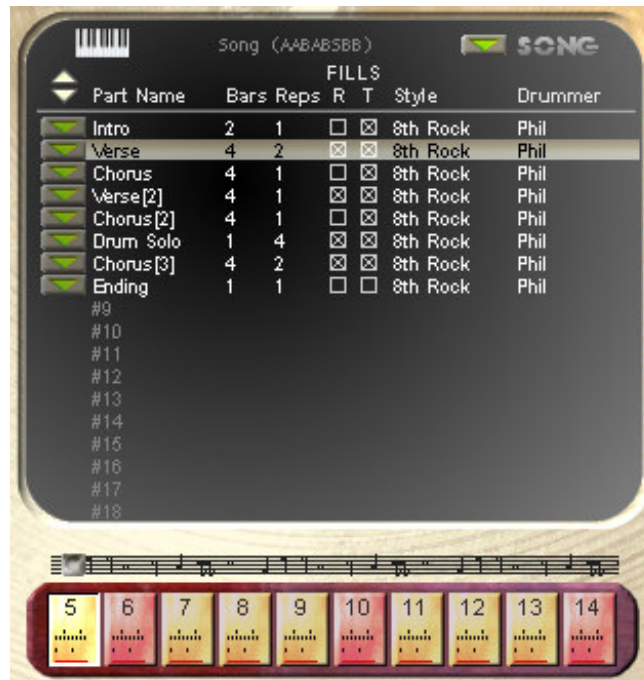 Song (AABABSBB) SONG
FILLS
Part Name Bars Reps R T Style Drummer
Intro 2 1 8th Rock Phil
Verse 4 2 8th Rock Phil
Chorus 4 1 8th Rock Phil
Verse[2] 4 1 8th Rock Phil
Chorus[2] 4 1 8th Rock Phil
Drum Solo 1 4 8th Rock Phil
Chorus[3] 4 2 8th Rock Phil
Ending 1 1 8th Rock Phil
#9
#10
#11
#12
#13
#14
#15
#16
#17
#18
5 6 7 8 9 10 11 12 13 14